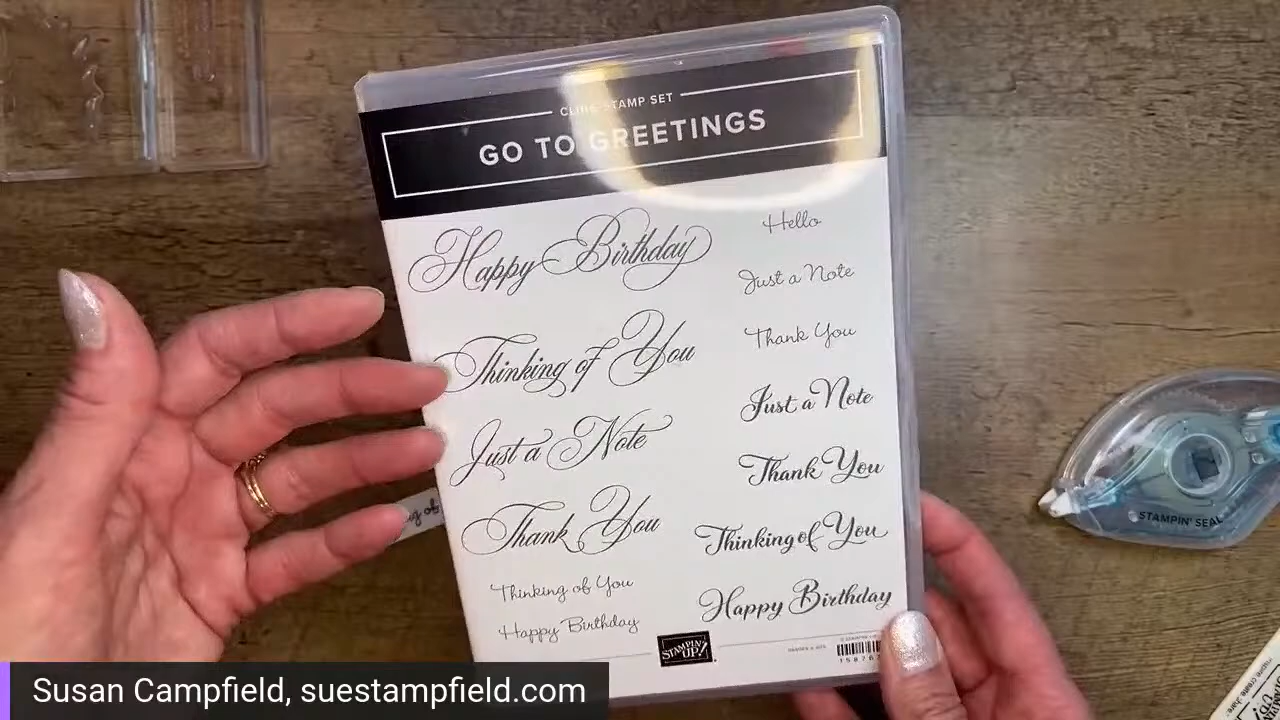 CLING STAMP SET
GO TO GREETINGS
Happy Birthday
Thinking of You
Just a Note
Thank You
Thinking of You
Happy Birthday
Hello
Just a Note
Thank You
Just a Note
Thank You
Thinking of You
Happy Birthday
STAMPIN' UP!
STAMPIN' SEAL
Susan Campfield, suestampfield.com